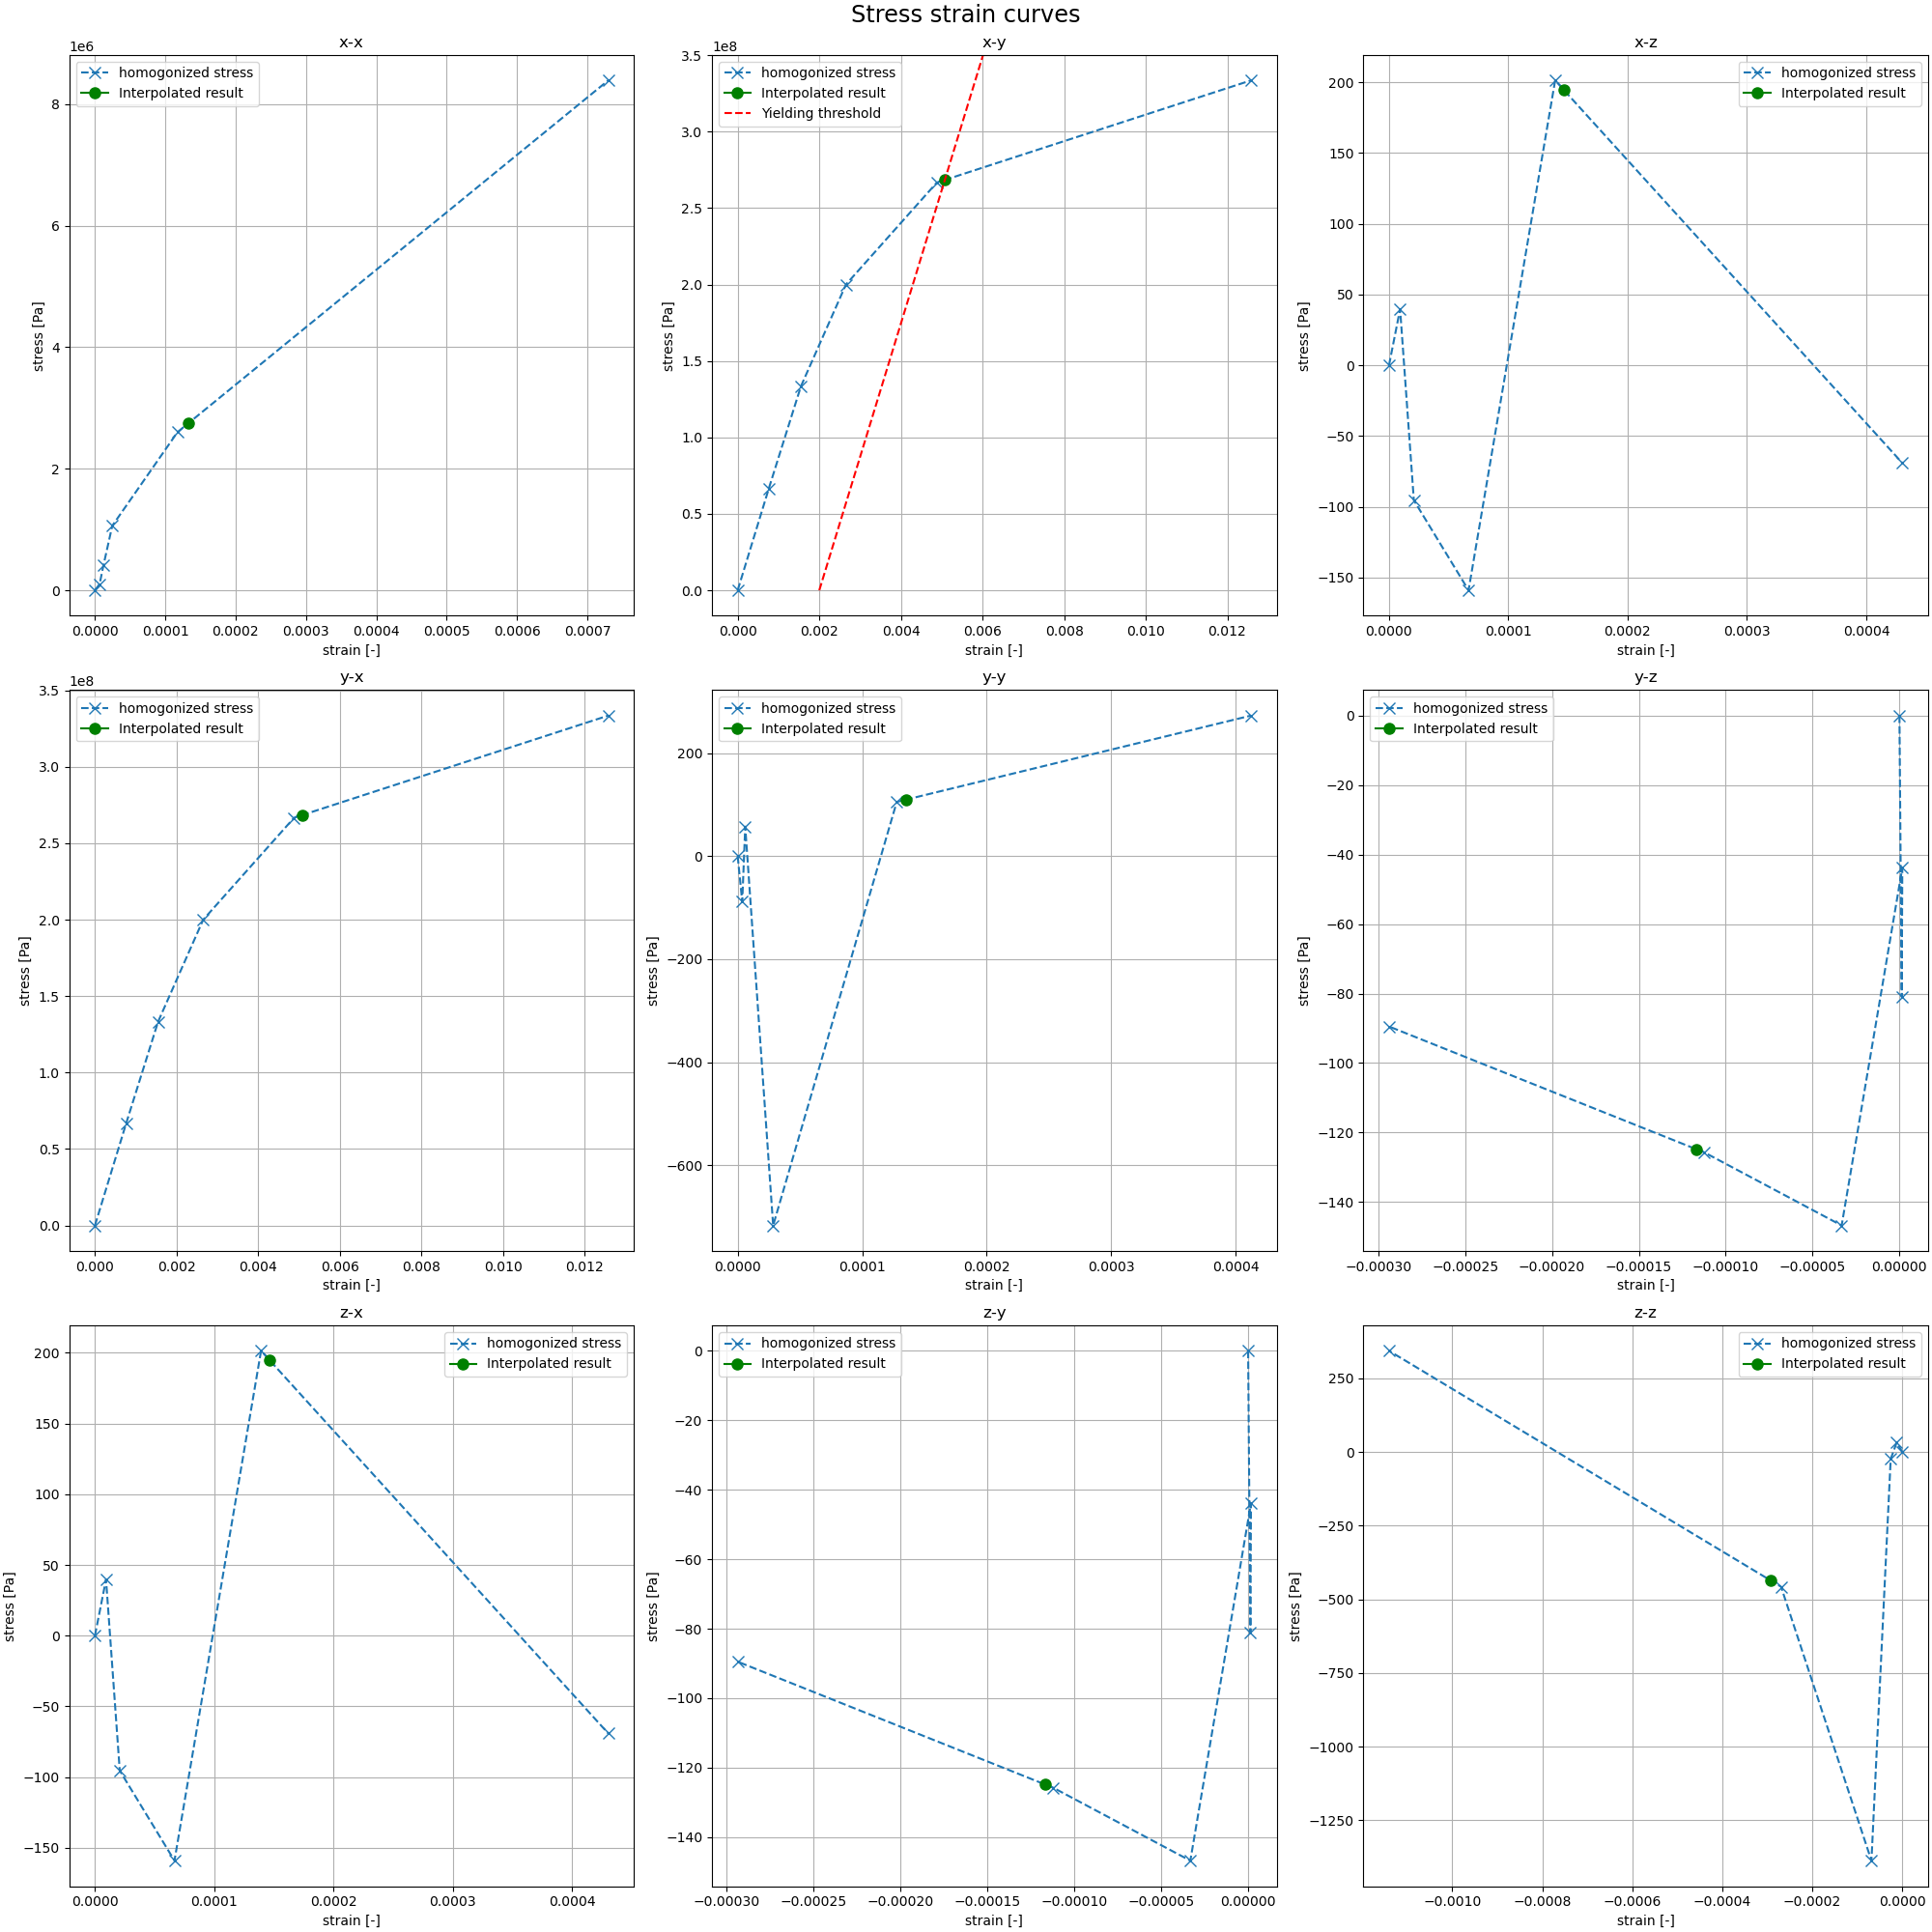 Stress strain curves
x-x
1e6
homogonized stress
Interpolated result
8
6
4
2
0
stress [Pa]
0.0000 0.0001 0.0002 0.0003 0.0004 0.0005 0.0006 0.0007
strain [-]
x-y
1e8
homogonized stress
Interpolated result
Yielding threshold
3.5
3.0
2.5
2.0
1.5
1.0
0.5
0.0
stress [Pa]
0.000 0.002 0.004 0.006 0.008 0.010 0.012
strain [-]
x-z
homogonized stress
Interpolated result
200
150
100
50
0
−50
−100
−150
stress [Pa]
0.0000 0.0001 0.0002 0.0003 0.0004
strain [-]
y-x
1e8
homogonized stress
Interpolated result
3.5
3.0
2.5
2.0
1.5
1.0
0.5
0.0
stress [Pa]
0.000 0.002 0.004 0.006 0.008 0.010 0.012
strain [-]
y-y
homogonized stress
Interpolated result
200
0
−200
−400
−600
stress [Pa]
0.0000 0.0001 0.0002 0.0003 0.0004
strain [-]
y-z
homogonized stress
Interpolated result
0
−20
−40
−60
−80
−100
−120
−140
stress [Pa]
−0.00030 −0.00025 −0.00020 −0.00015 −0.00010 −0.00005 0.00000
strain [-]
z-x
homogonized stress
Interpolated result
200
150
100
50
0
−50
−100
−150
stress [Pa]
0.0000 0.0001 0.0002 0.0003 0.0004
strain [-]
z-y
homogonized stress
Interpolated result
0
−20
−40
−60
−80
−100
−120
−140
stress [Pa]
−0.00030 −0.00025 −0.00020 −0.00015 −0.00010 −0.00005 0.00000
strain [-]
z-z
homogonized stress
Interpolated result
250
0
−250
−500
−750
−1000
−1250
stress [Pa]
−0.0010 −0.0008 −0.0006 −0.0004 −0.0002 0.0000
strain [-]